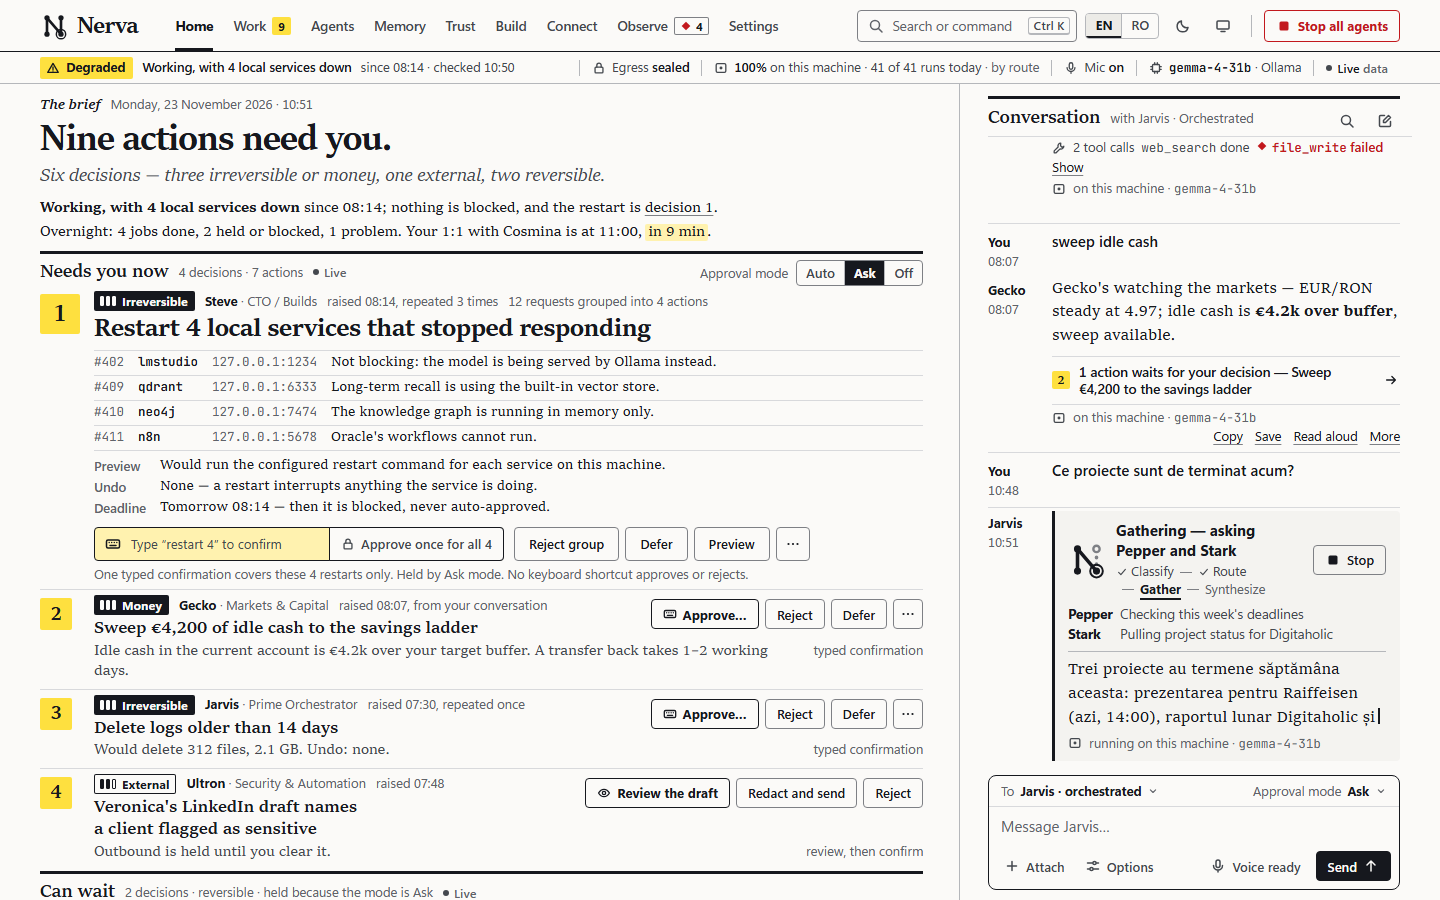 Nerva Home Work 9 Agents Memory Trust Build Connect Observe 4 Settings Search or command Ctrl K EN RO Stop all agents
Degraded Working, with 4 local services down since 08:14 · checked 10:50 Egress sealed 100% on this machine · 41 of 41 runs today · by route Mic on gemma-4-31b · Ollama Live data
The brief Monday, 23 November 2026 · 10:51
Nine actions need you.
Six decisions — three irreversible or money, one external, two reversible.
Working, with 4 local services down since 08:14; nothing is blocked, and the restart is decision 1.
Overnight: 4 jobs done, 2 held or blocked, 1 problem. Your 1:1 with Cosmina is at 11:00, in 9 min.
Needs you now 4 decisions · 7 actions Live Approval mode Auto Ask Off
1 Irreversible Steve · CTO / Builds raised 08:14, repeated 3 times 12 requests grouped into 4 actions
Restart 4 local services that stopped responding
#402 lmstudio 127.0.0.1:1234 Not blocking: the model is being served by Ollama instead.
#409 qdrant 127.0.0.1:6333 Long-term recall is using the built-in vector store.
#410 neo4j 127.0.0.1:7474 The knowledge graph is running in memory only.
#411 n8n 127.0.0.1:5678 Oracle's workflows cannot run.
Preview Would run the configured restart command for each service on this machine.
Undo None — a restart interrupts anything the service is doing.
Deadline Tomorrow 08:14 — then it is blocked, never auto-approved.
Type “restart 4” to confirm Approve once for all 4 Reject group Defer Preview ···
One typed confirmation covers these 4 restarts only. Held by Ask mode. No keyboard shortcut approves or rejects.
2 Money Gecko · Markets & Capital raised 08:07, from your conversation Approve... Reject Defer ···
Sweep €4,200 of idle cash to the savings ladder
Idle cash in the current account is €4.2k over your target buffer. A transfer back takes 1–2 working typed confirmation
days.
3 Irreversible Jarvis · Prime Orchestrator raised 07:30, repeated once Approve... Reject Defer ···
Delete logs older than 14 days
Would delete 312 files, 2.1 GB. Undo: none. typed confirmation
4 External Ultron · Security & Automation raised 07:48 Review the draft Redact and send Reject
Veronica's LinkedIn draft names
a client flagged as sensitive
Outbound is held until you clear it. review, then confirm
Can wait 2 decisions · reversible · held because the mode is Ask Live
Conversation with Jarvis · Orchestrated
2 tool calls web_search done file_write failed
Show
on this machine · gemma-4-31b
You sweep idle cash
08:07
Gecko Gecko's watching the markets — EUR/RON
08:07 steady at 4.97; idle cash is €4.2k over buffer,
sweep available.
2 1 action waits for your decision — Sweep
€4,200 to the savings ladder
on this machine · gemma-4-31b
Copy Save Read aloud More
You Ce proiecte sunt de terminat acum?
10:48
Jarvis Gathering — asking
10:51 Pepper and Stark Stop
✓ Classify — ✓ Route
— Gather — Synthesize
Pepper Checking this week's deadlines
Stark Pulling project status for Digitaholic
Trei proiecte au termene săptămâna
aceasta: prezentarea pentru Raiffeisen
(azi, 14:00), raportul lunar Digitaholic și
running on this machine · gemma-4-31b
To Jarvis · orchestrated Approval mode Ask
Message Jarvis...
Attach Options Voice ready Send